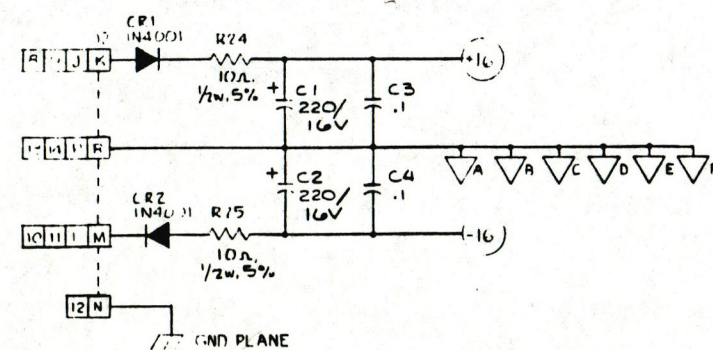 CR1
1N4001
R24
10Ω,
1/2W, 5%
J K
+ C1
220/
16V
C3
.1
+16
R
A B C D E F
+ C2
220/
16V
C4
.1
CR2
R25
10Ω,
1/2W, 5%
10 11 L M
-16
12 N
GND PLANE